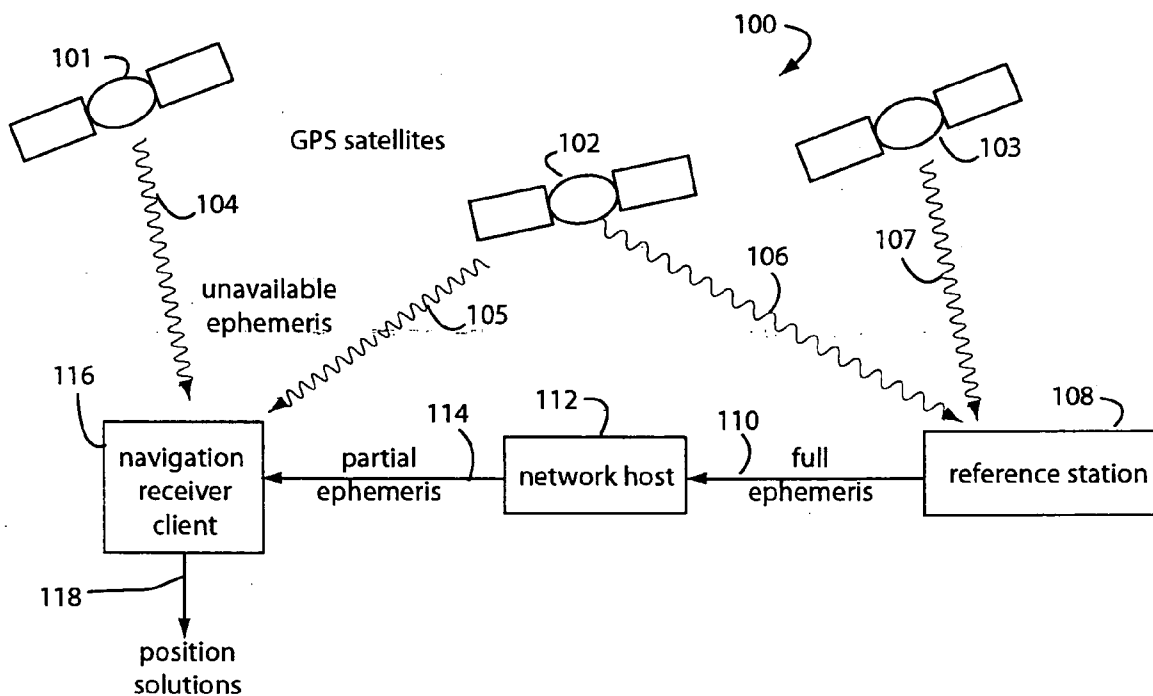 100
101
GPS satellites
102
103
104
105
106
107
unavailable
ephemeris
116
navigation
receiver
client
114
partial
ephemeris
112
network host
110
full
ephemeris
108
reference station
118
position
solutions